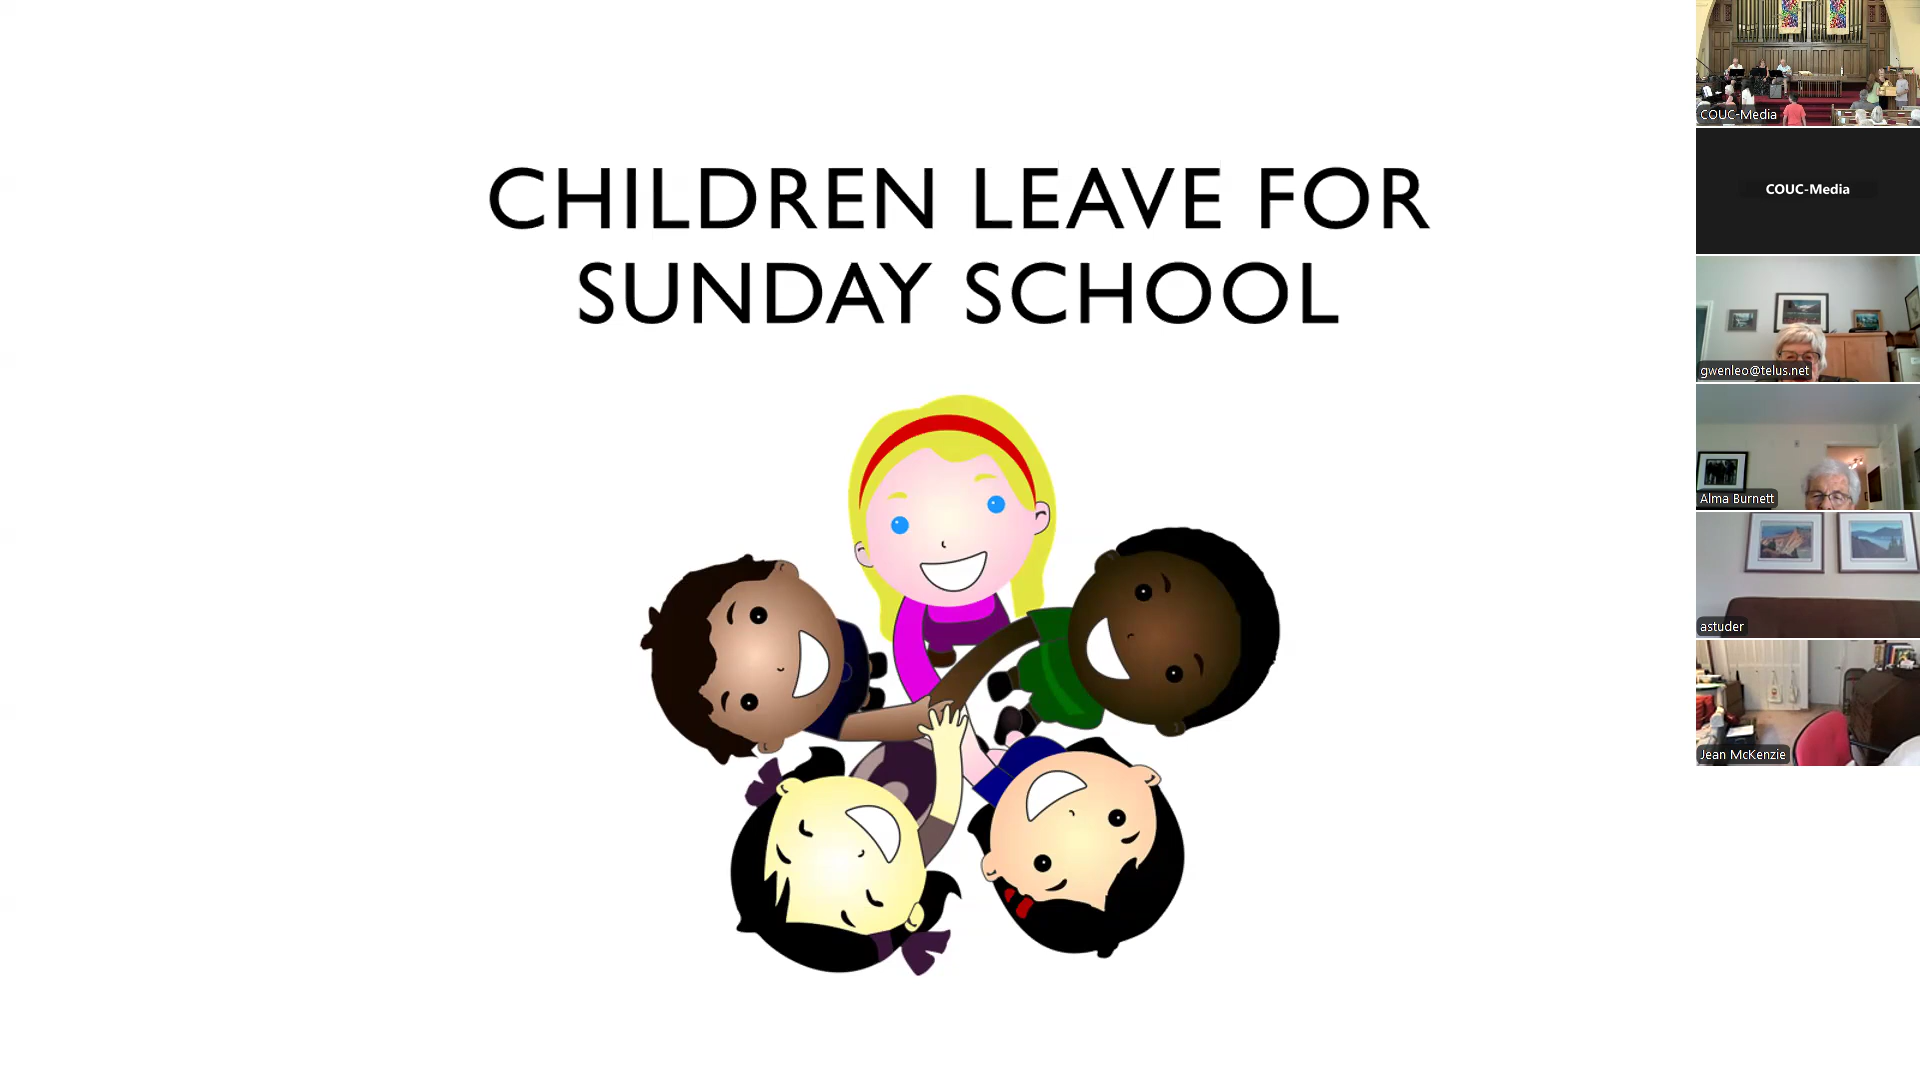 CHILDREN LEAVE FOR
SUNDAY SCHOOL
COUC-Media
COUC-Media
gwenleo@telus.net
Alma Burnett
astuder
Jean McKenzie